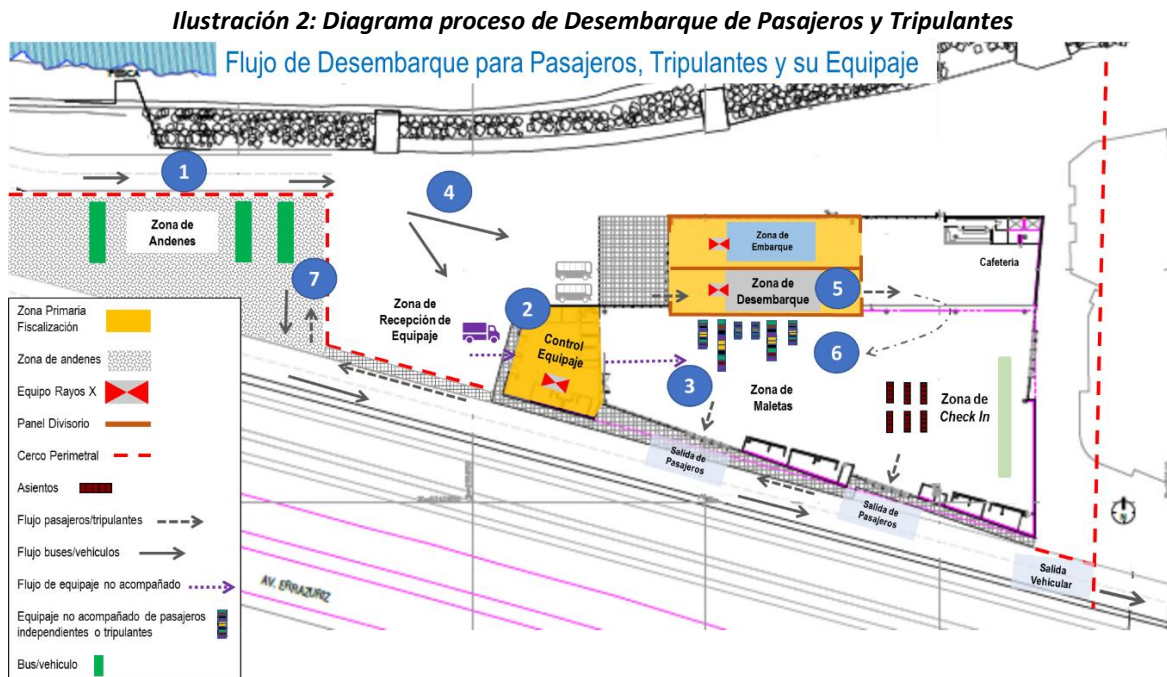 Ilustración 2: Diagrama proceso de Desembarque de Pasajeros y Tripulantes
Flujo de Desembarque para Pasajeros, Tripulantes y su Equipaje
1
4
Zona de
Andenes
Zona de
Embarque
Cafetería
7
5
Zona de
Desembarque
Zona de
Recepción de
Equipaje
2
Control
Equipaje
6
3
Zona de
Maletas
Zona de
Check In
Salida de
Pasajeros
Salida de
Pasajeros
Salida
Vehicular
N
AV. ERRAZURIZ
Zona Primaria
Fiscalización
Zona de andenes
Equipo Rayos X
Panel Divisorio
Cerco Perimetral
Asientos
Flujo pasajeros/tripulantes
Flujo buses/vehículos
Flujo de equipaje no acompañado
Equipaje no acompañado de pasajeros
independientes o tripulantes
Bus/vehículo